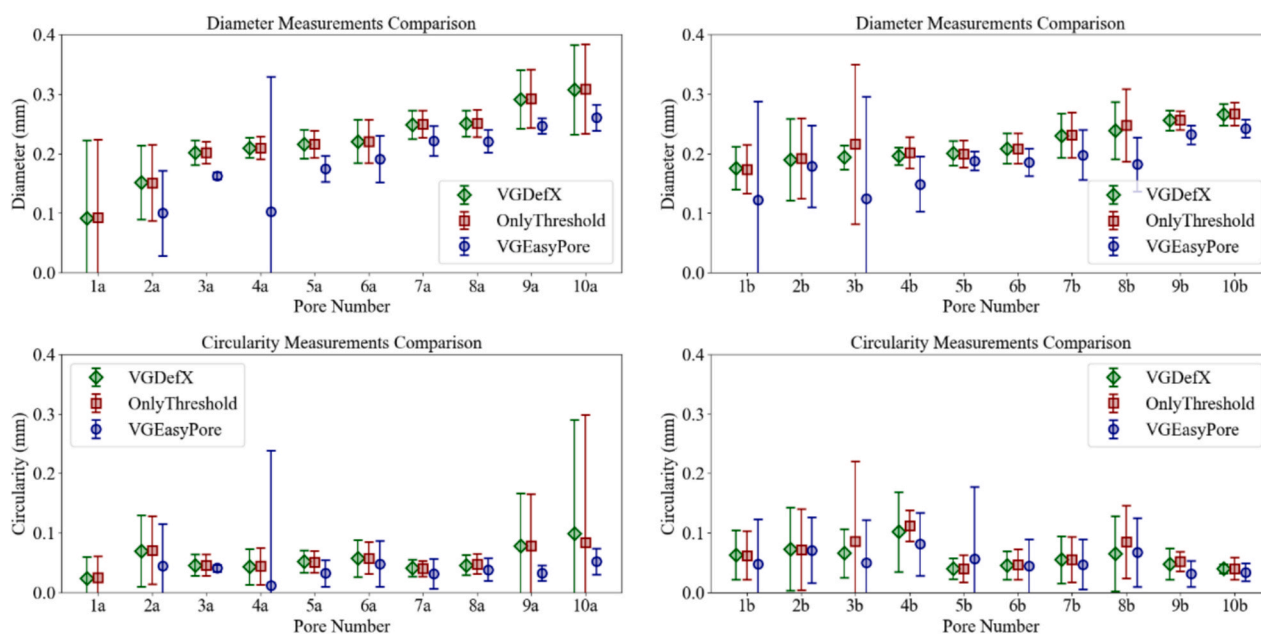 Diameter Measurements Comparison
0.4
0.3
0.2
0.1
0.0
Diameter (mm)
VGDefX
OnlyThreshold
VGEasyPore
1a 2a 3a 4a 5a 6a 7a 8a 9a 10a
Pore Number
Diameter Measurements Comparison
0.4
0.3
0.2
0.1
0.0
Diameter (mm)
VGDefX
OnlyThreshold
VGEasyPore
1b 2b 3b 4b 5b 6b 7b 8b 9b 10b
Pore Number
Circularity Measurements Comparison
0.4
0.3
0.2
0.1
0.0
Circularity (mm)
VGDefX
OnlyThreshold
VGEasyPore
1a 2a 3a 4a 5a 6a 7a 8a 9a 10a
Pore Number
Circularity Measurements Comparison
0.4
0.3
0.2
0.1
0.0
Circularity (mm)
VGDefX
OnlyThreshold
VGEasyPore
1b 2b 3b 4b 5b 6b 7b 8b 9b 10b
Pore Number